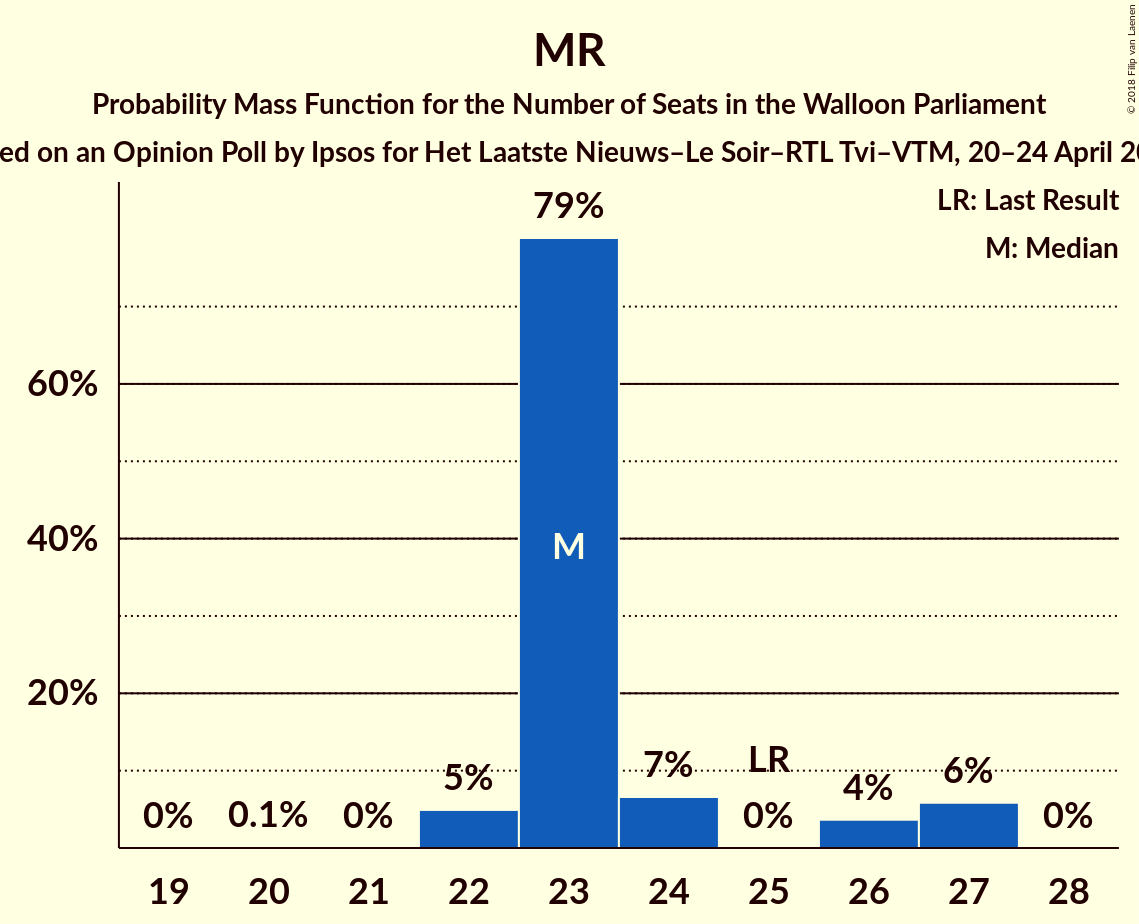 MR
Probability Mass Function for the Number of Seats in the Walloon Parliament
ed on an Opinion Poll by Ipsos for Het Laatste Nieuws–Le Soir–RTL Tvi–VTM, 20–24 April 20
© 2018 Filip van Laenen
LR: Last Result
M: Median
79%
60%
40%
20%
M
LR
0%
0.1%
0%
5%
7%
0%
4%
6%
0%
19 20 21 22 23 24 25 26 27 28